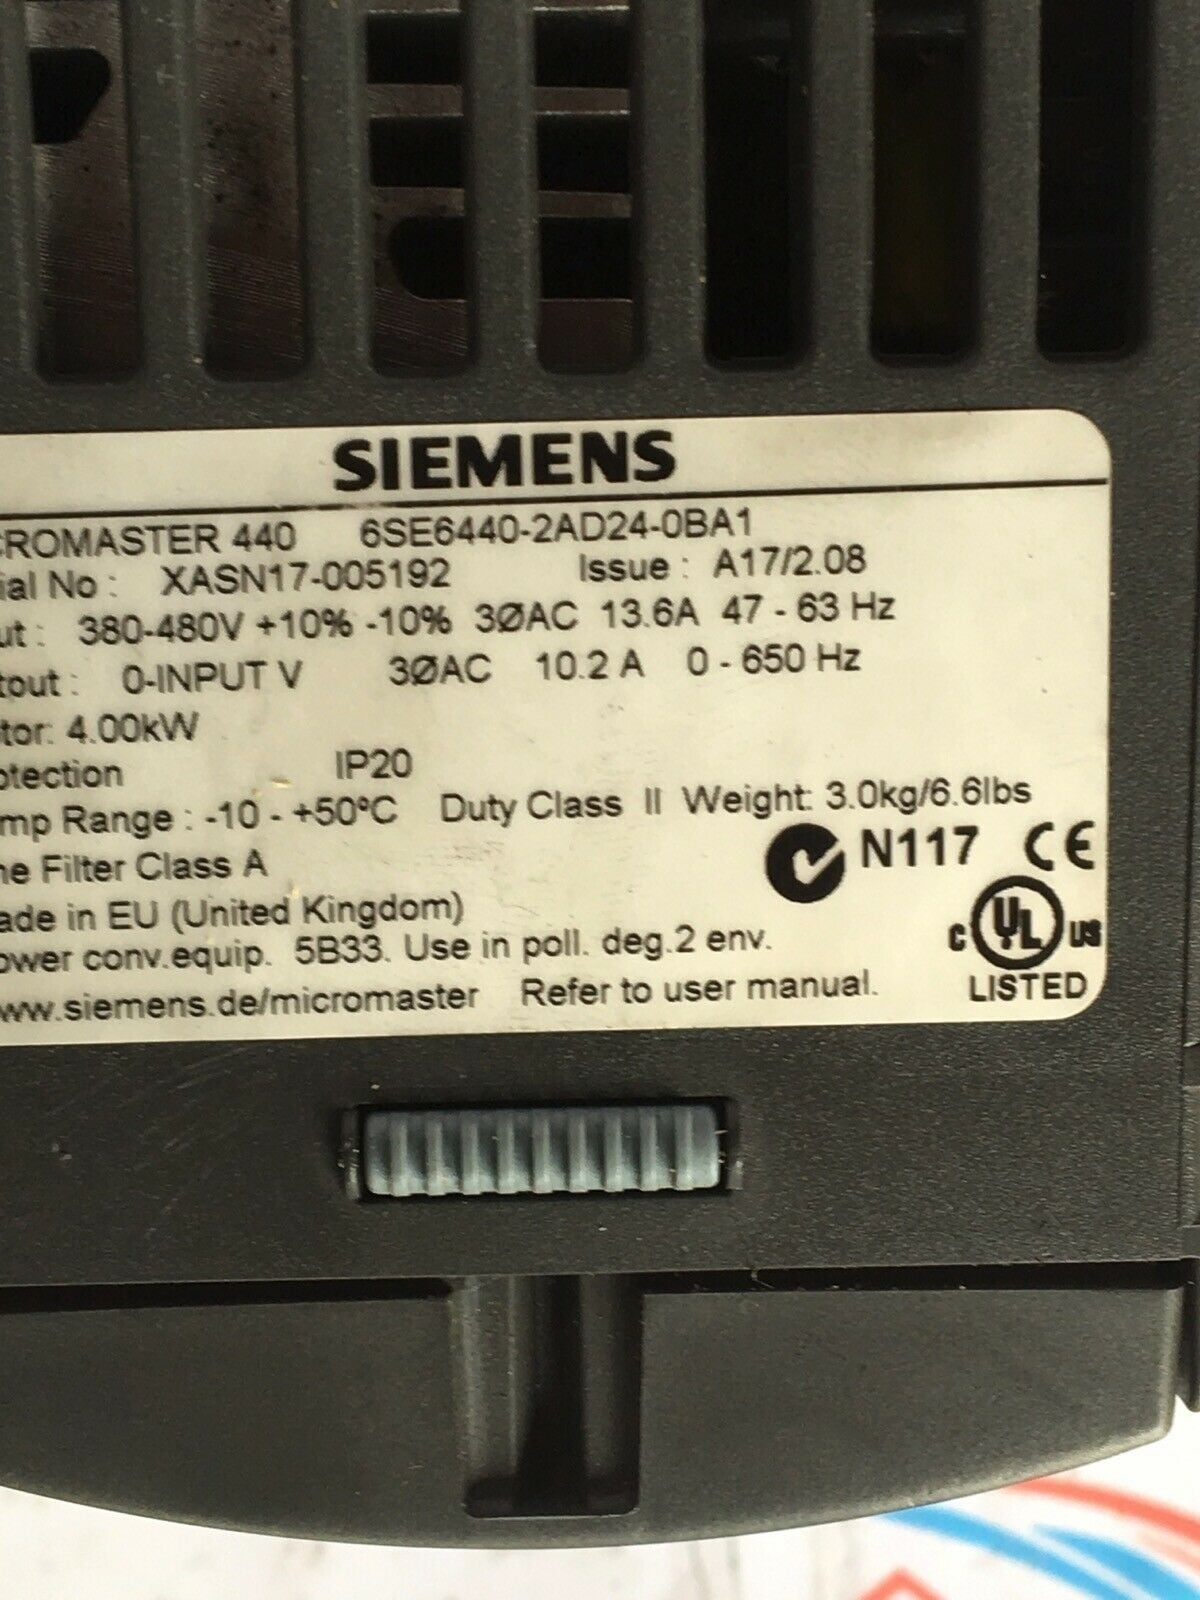 SIEMENS
CROMASTER 440 6SE6440-2AD24-0BA1
ial No : XASN17-005192 Issue : A17/2.08
ut : 380-480V +10% -10% 3ØAC 13.6A 47 - 63 Hz
tout : 0-INPUT V 3ØAC 10.2 A 0 - 650 Hz
tor: 4.00kW
otection IP20
mp Range : -10 - +50ºC Duty Class II Weight: 3.0kg/6.6lbs
ne Filter Class A
N117 CE
ade in EU (United Kingdom)
ower conv.equip. 5B33. Use in poll. deg.2 env.
C UL US
ww.siemens.de/micromaster Refer to user manual.
LISTED